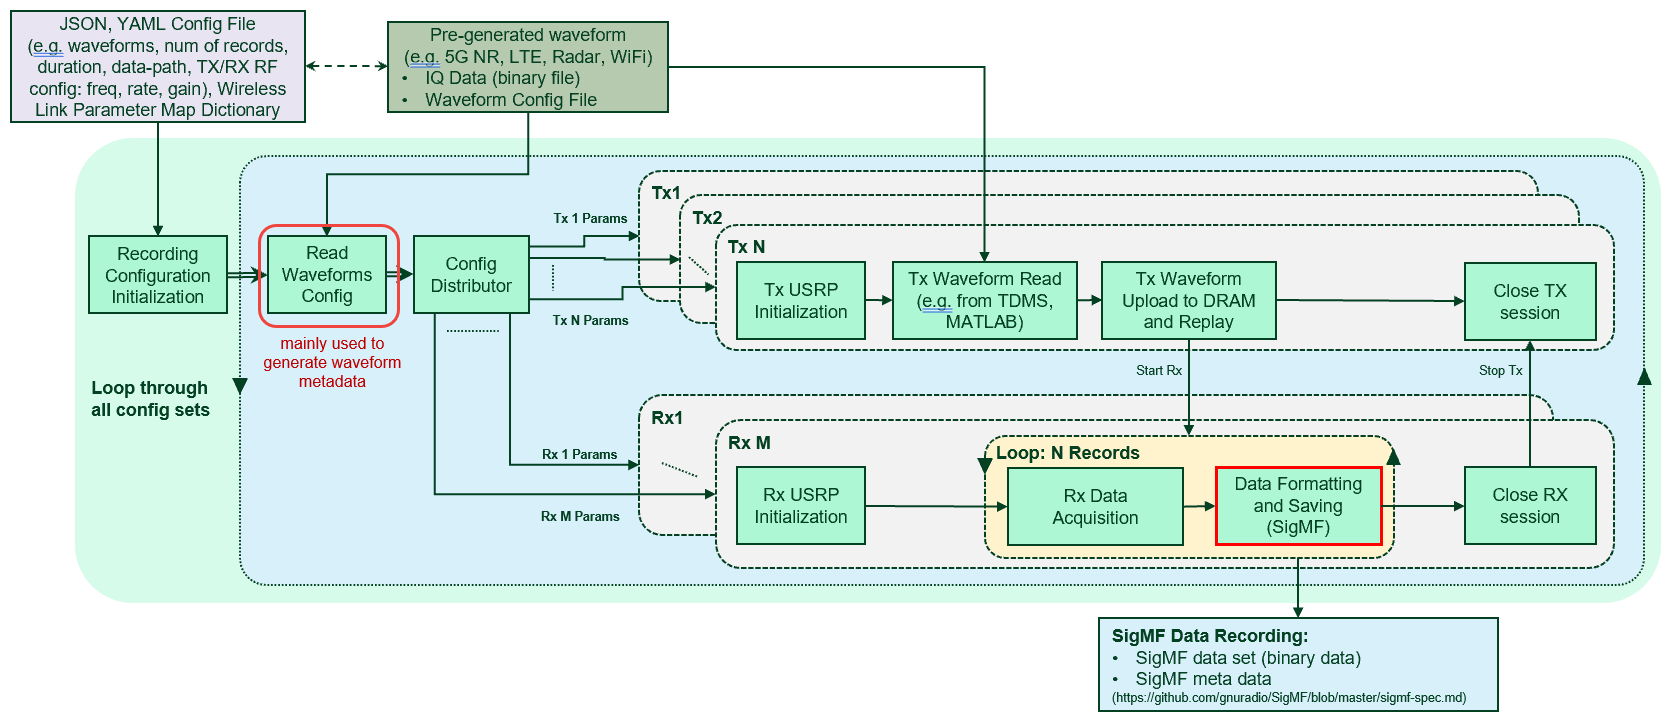 JSON, YAML Config File
(e.g. waveforms, num of records,
duration, data-path, TX/RX RF
config: freq, rate, gain), Wireless
Link Parameter Map Dictionary
Pre-generated waveform
(e.g. 5G NR, LTE, Radar, WiFi)
• IQ Data (binary file)
• Waveform Config File
Recording
Configuration
Initialization
Read
Waveforms
Config
mainly used to
generate waveform
metadata
Config
Distributor
Loop through
all config sets
Tx 1 Params
Tx N Params
Rx 1 Params
Rx M Params
Tx1
Tx2
Tx N
Tx USRP
Initialization
Tx Waveform Read
(e.g. from TDMS,
MATLAB)
Tx Waveform
Upload to DRAM
and Replay
Close TX
session
Start Rx
Stop Tx
Rx1
Rx M
Rx USRP
Initialization
Loop: N Records
Rx Data
Acquisition
Data Formatting
and Saving
(SigMF)
Close RX
session
SigMF Data Recording:
• SigMF data set (binary data)
• SigMF meta data
(https://github.com/gnuradio/SigMF/blob/master/sigmf-spec.md)